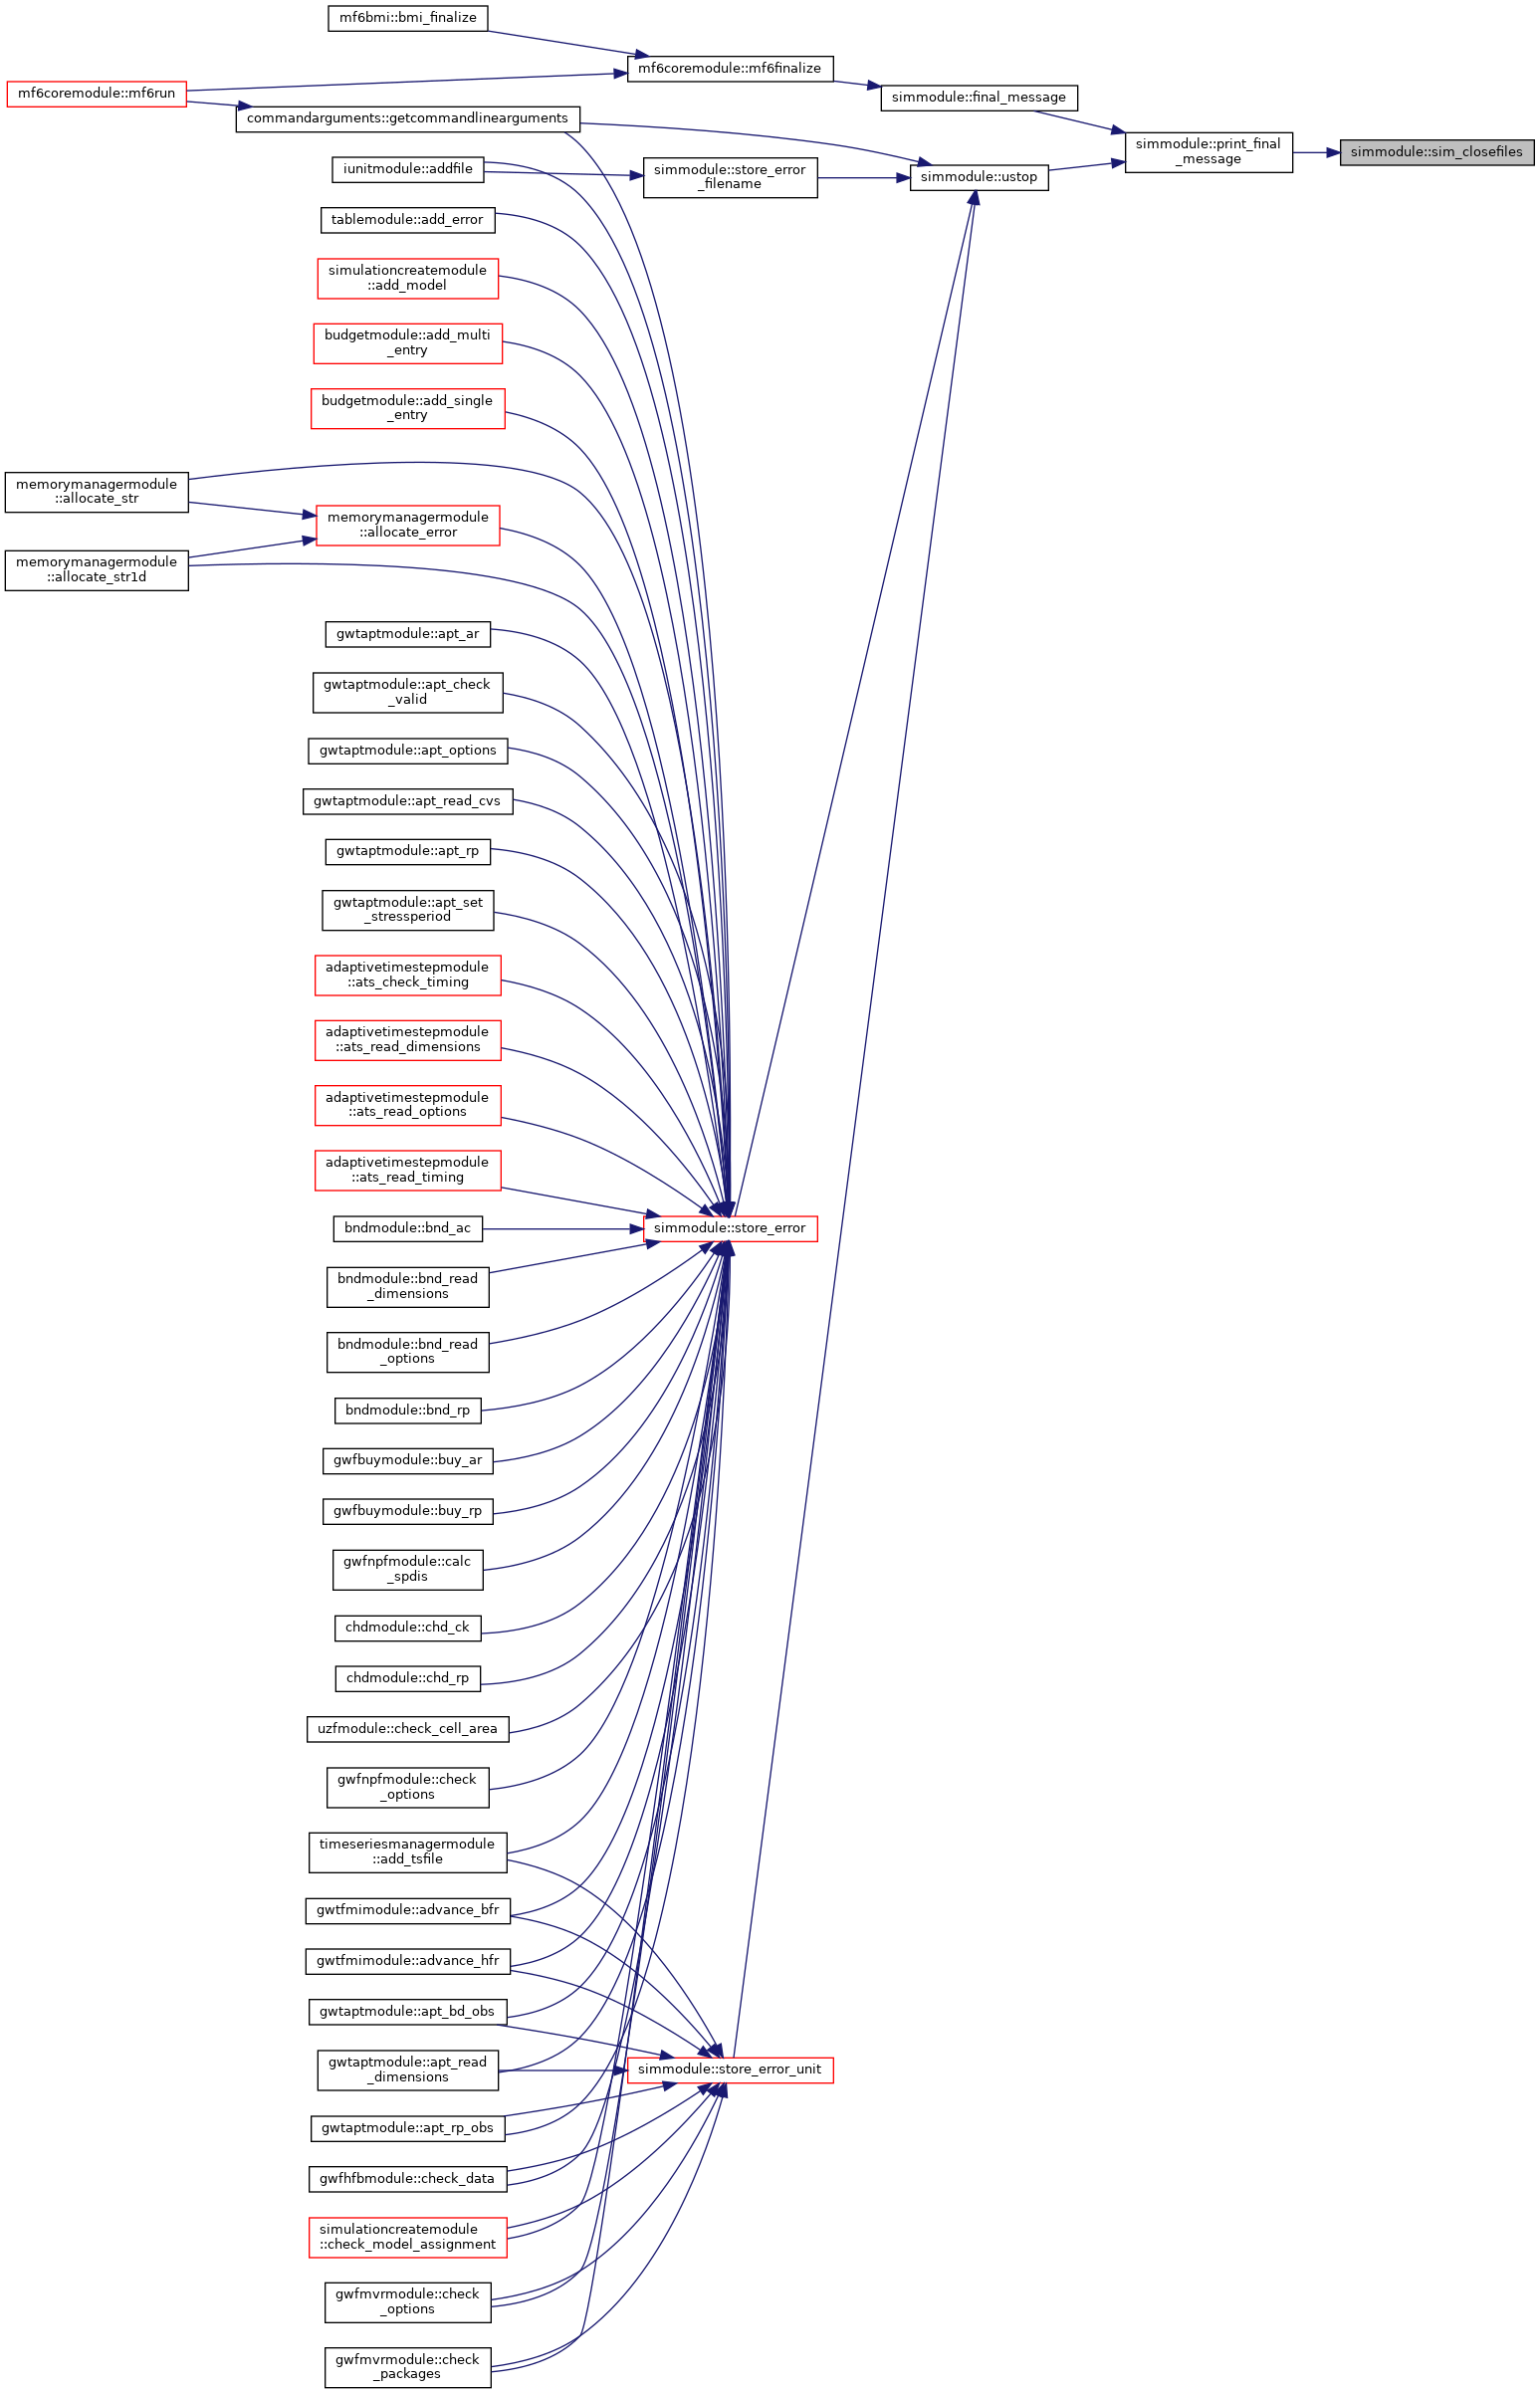 mf6bmi::bmi_finalize
mf6coremodule::mf6finalize
mf6coremodule::mf6run
simmodule::final_message
commandarguments::getcommandlinearguments
simmodule::print_final
_message
simmodule::sim_closefiles
iunitmodule::addfile
simmodule::store_error
_filename
simmodule::ustop
tablemodule::add_error
simulationcreatemodule
::add_model
budgetmodule::add_multi
_entry
budgetmodule::add_single
_entry
memorymanagermodule
::allocate_str
memorymanagermodule
::allocate_error
memorymanagermodule
::allocate_str1d
gwtaptmodule::apt_ar
gwtaptmodule::apt_check
_valid
gwtaptmodule::apt_options
gwtaptmodule::apt_read_cvs
gwtaptmodule::apt_rp
gwtaptmodule::apt_set
_stressperiod
adaptivetimestepmodule
::ats_check_timing
adaptivetimestepmodule
::ats_read_dimensions
adaptivetimestepmodule
::ats_read_options
adaptivetimestepmodule
::ats_read_timing
bndmodule::bnd_ac
simmodule::store_error
bndmodule::bnd_read
_dimensions
bndmodule::bnd_read
_options
bndmodule::bnd_rp
gwfbuymodule::buy_ar
gwfbuymodule::buy_rp
gwfnpfmodule::calc
_spdis
chdmodule::chd_ck
chdmodule::chd_rp
uzfmodule::check_cell_area
gwfnpfmodule::check
_options
timeseriesmanagermodule
::add_tsfile
gwtfmimodule::advance_bfr
gwtfmimodule::advance_hfr
gwtaptmodule::apt_bd_obs
gwtaptmodule::apt_read
_dimensions
simmodule::store_error_unit
gwtaptmodule::apt_rp_obs
gwfhfbmodule::check_data
simulationcreatemodule
::check_model_assignment
gwfmvrmodule::check
_options
gwfmvrmodule::check
_packages